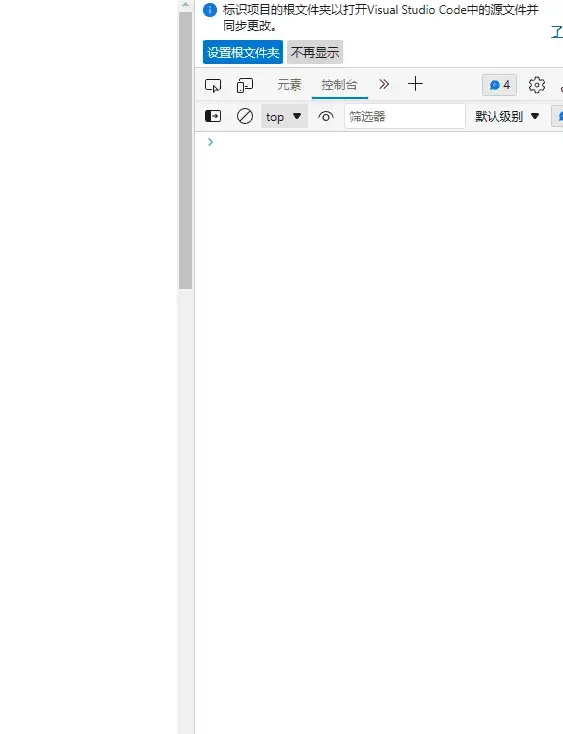 标识项目的根文件夹以打开Visual Studio Code中的源文件并
同步更改。
了
设置根文件夹 不再显示
元素 控制台 4
top 筛选器 默认级别